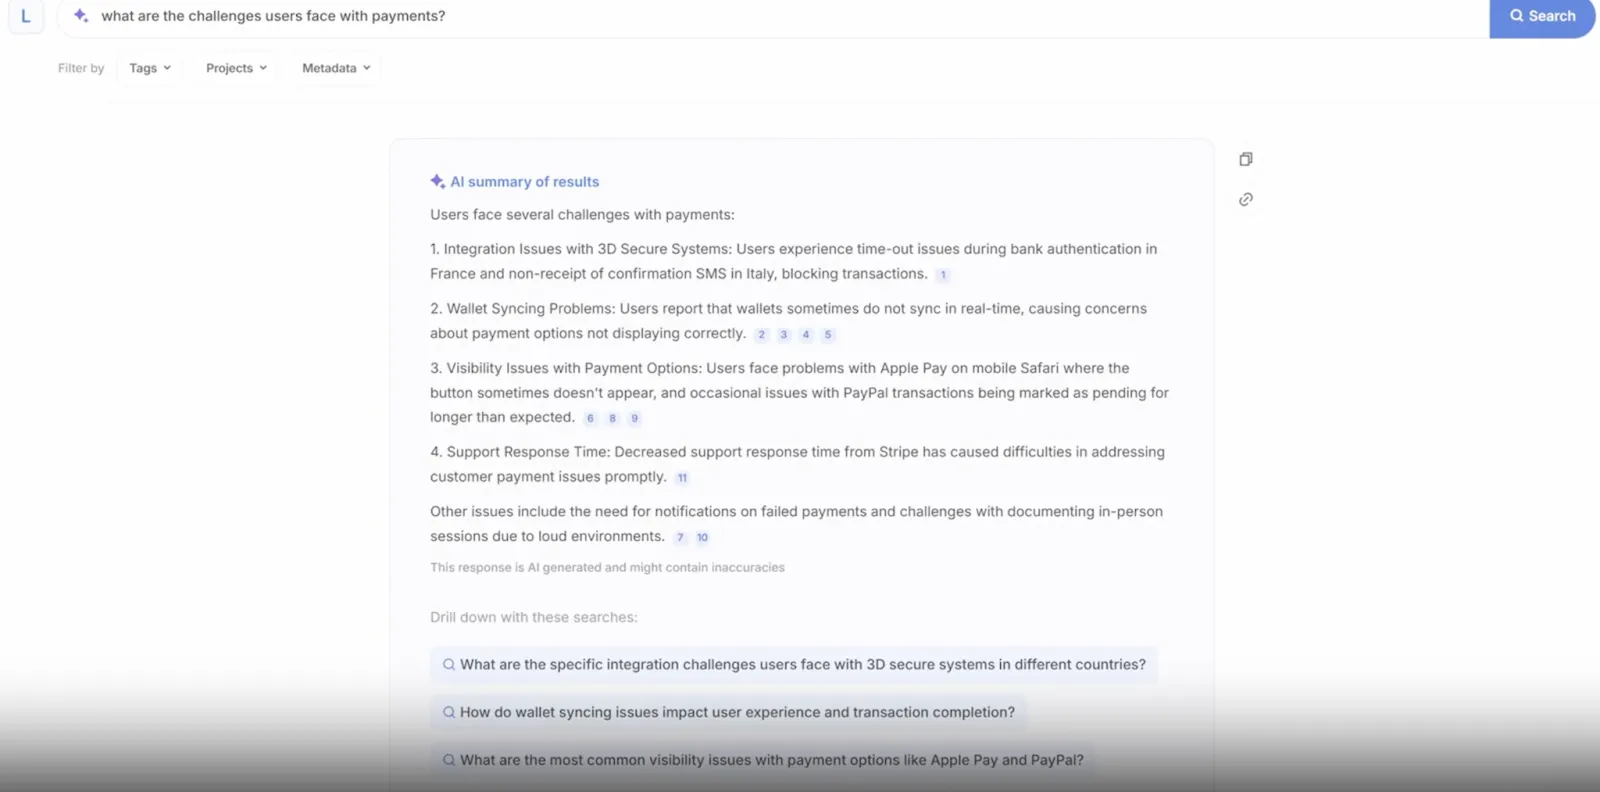 L
what are the challenges users face with payments?
Search
Filter by Tags Projects Metadata
AI summary of results
Users face several challenges with payments:
1. Integration Issues with 3D Secure Systems: Users experience time-out issues during bank authentication in
France and non-receipt of confirmation SMS in Italy, blocking transactions. 1
2. Wallet Syncing Problems: Users report that wallets sometimes do not sync in real-time, causing concerns
about payment options not displaying correctly. 2 3 4 5
3. Visibility Issues with Payment Options: Users face problems with Apple Pay on mobile Safari where the
button sometimes doesn't appear, and occasional issues with PayPal transactions being marked as pending for
longer than expected. 6 8 9
4. Support Response Time: Decreased support response time from Stripe has caused difficulties in addressing
customer payment issues promptly. 11
Other issues include the need for notifications on failed payments and challenges with documenting in-person
sessions due to loud environments. 7 10
This response is AI generated and might contain inaccuracies
Drill down with these searches:
What are the specific integration challenges users face with 3D secure systems in different countries?
How do wallet syncing issues impact user experience and transaction completion?
What are the most common visibility issues with payment options like Apple Pay and PayPal?